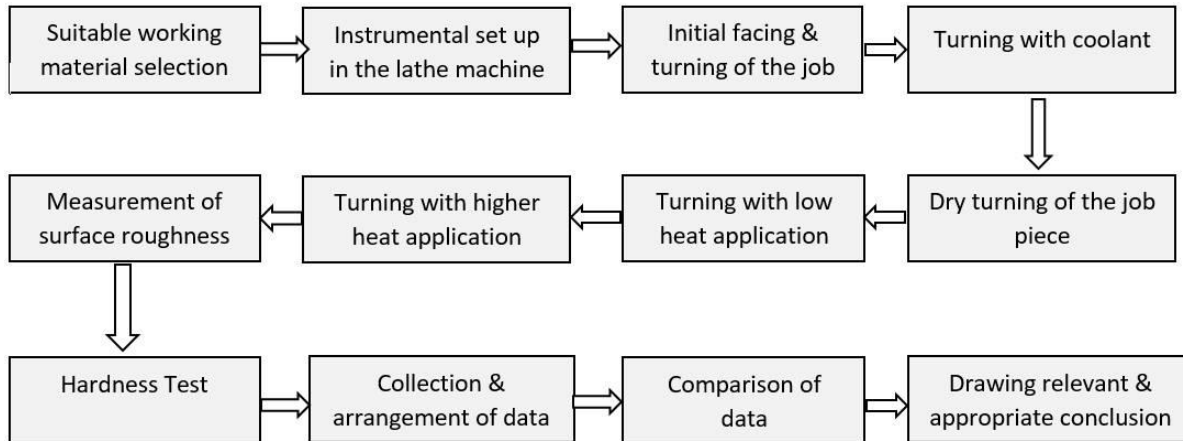 Suitable working
material selection
Instrumental set up
in the lathe machine
Initial facing &
turning of the job
Turning with coolant
Dry turning of the job
piece
Turning with low
heat application
Turning with higher
heat application
Measurement of
surface roughness
Hardness Test
Collection &
arrangement of data
Comparison of
data
Drawing relevant &
appropriate conclusion